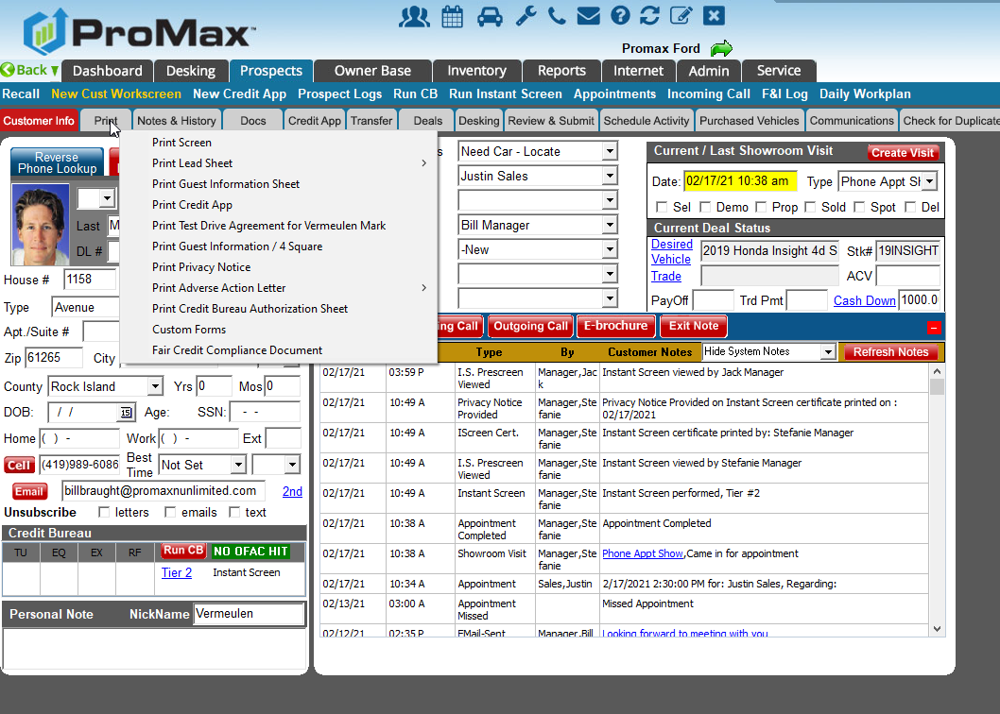 ProMax™
Promax Ford
Back
Dashboard Desking Prospects Owner Base Inventory Reports Internet Admin Service
Recall New Cust Workscreen New Credit App Prospect Logs Run CB Run Instant Screen Appointments Incoming Call F&I Log Daily Workplan
Customer Info Print Notes & History Docs Credit App Transfer Deals Desking Review & Submit Schedule Activity Purchased Vehicles Communications Check for Duplicate
Reverse
Phone Lookup
Last M
DL #
House # 1158
Type Avenue
Apt./Suite #
Zip 61265 City
County Rock Island Yrs 0 Mos 0
DOB: / / 15 Age: SSN: - -
Home ( ) - Work ( ) - Ext
Cell (419)989-6086 Best Time Not Set
Email billbraught@promaxnunlimited.com 2nd
Unsubscribe letters emails text
Credit Bureau
TU EQ EX RF Run CB NO OFAC HIT
Tier 2 Instant Screen
Personal Note NickName Vermeulen
Print Screen
Print Lead Sheet
Print Guest Information Sheet
Print Credit App
Print Test Drive Agreement for Vermeulen Mark
Print Guest Information / 4 Square
Print Privacy Notice
Print Adverse Action Letter
Print Credit Bureau Authorization Sheet
Custom Forms
Fair Credit Compliance Document
s Need Car - Locate
Justin Sales
Bill Manager
-New
Current / Last Showroom Visit Create Visit
Date: 02/17/21 10:38 am Type Phone Appt Sh
Sel Demo Prop Sold Spot Del
Current Deal Status
Desired
Vehicle 2019 Honda Insight 4d S Stk# 19INSIGHT
Trade ACV
PayOff Trd Pmt Cash Down 1000.0
ng Call Outgoing Call E-brochure Exit Note –
Type By Customer Notes Hide System Notes Refresh Notes
02/17/21 03:59 P I.S. Prescreen Viewed Manager,Jack Instant Screen viewed by Jack Manager
02/17/21 10:49 A Privacy Notice Provided Manager,Stefanie Privacy Notice Provided on Instant Screen certificate printed on : 02/17/2021
02/17/21 10:49 A IScreen Cert. Manager,Stefanie Instant Screen certificate printed by: Stefanie Manager
02/17/21 10:49 A I.S. Prescreen Viewed Manager,Stefanie Instant Screen viewed by Stefanie Manager
02/17/21 10:49 A Instant Screen Manager,Stefanie Instant Screen performed, Tier #2
02/17/21 10:38 A Appointment Completed Manager,Stefanie Appointment Completed
02/17/21 10:38 A Showroom Visit Manager,Stefanie Phone Appt Show,Came in for appointment
02/17/21 10:34 A Appointment Sales,Justin 2/17/2021 2:30:00 PM for: Justin Sales, Regarding:
02/13/21 03:00 A Appointment Missed Missed Appointment
02/12/21 02:35 P EMail-Sent Manager,Bill Looking forward to meeting with you